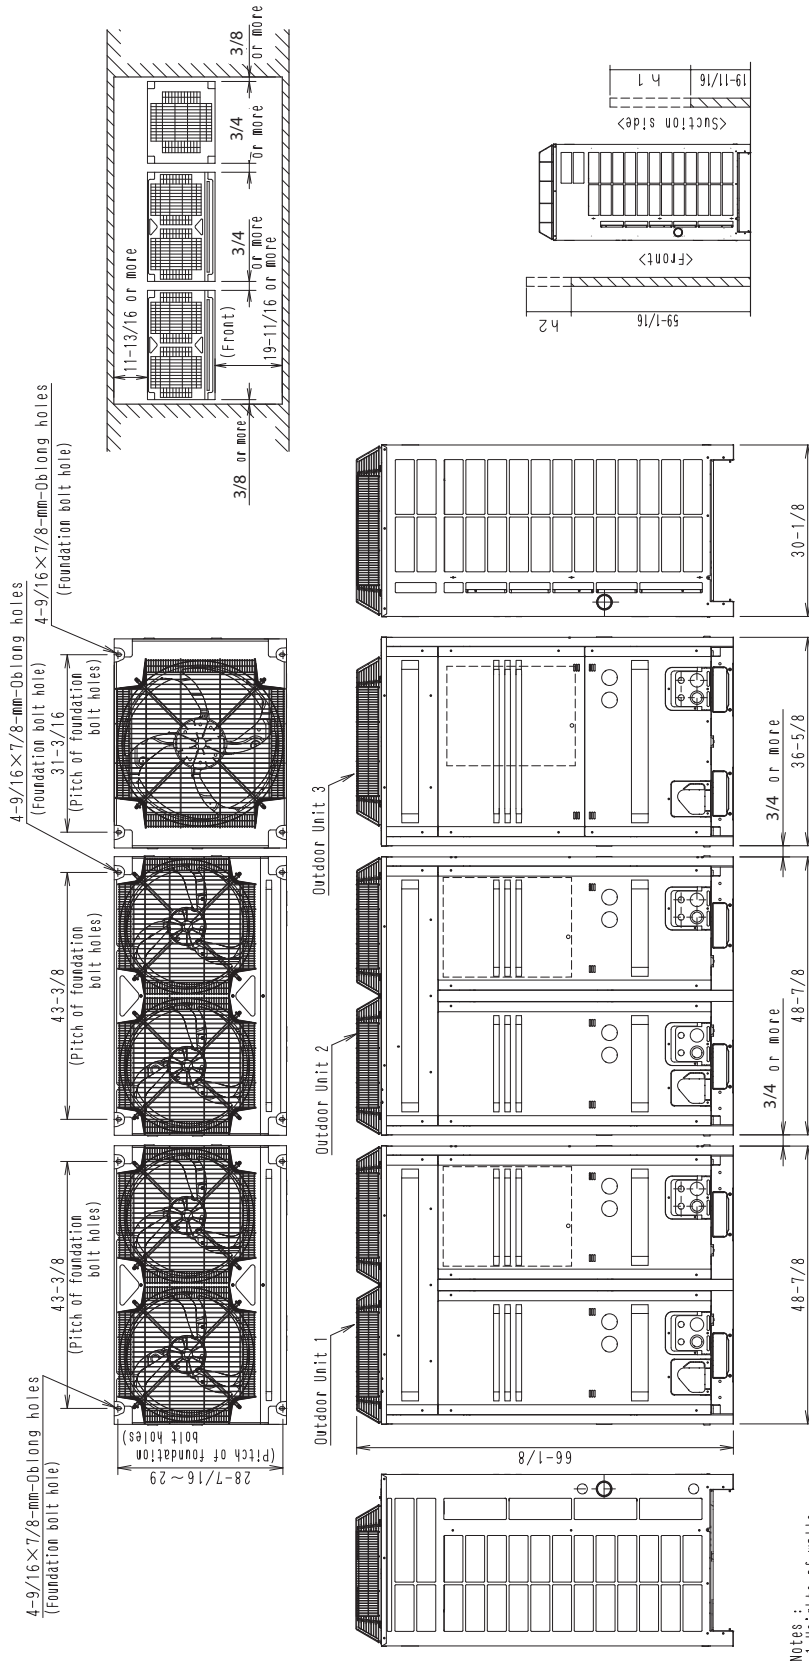 4-9/16×7/8-mm-Oblong holes
(Foundation bolt hole)
43-3/8
(Pitch of foundation
bolt holes)
4-9/16×7/8-mm-Oblong holes
(Foundation bolt hole)
43-3/8
(Pitch of foundation
bolt holes)
4-9/16×7/8-mm-Oblong holes
(Foundation bolt hole)
31-3/16
(Pitch of foundation
bolt holes)
28-7/16~29
(Pitch of foundation
bolt holes)
3/8 or more
11-13/16 or more
(Front)
19-11/16 or more
3/4
or more
3/4
or more
3/8
or more
Outdoor Unit 1
Outdoor Unit 2
Outdoor Unit 3
66-1/8
48-7/8
3/4 or more
48-7/8
3/4 or more
36-5/8
30-1/8
h2
59-1/16
<Front>
<Suction side>
h1
19-11/16
Notes :